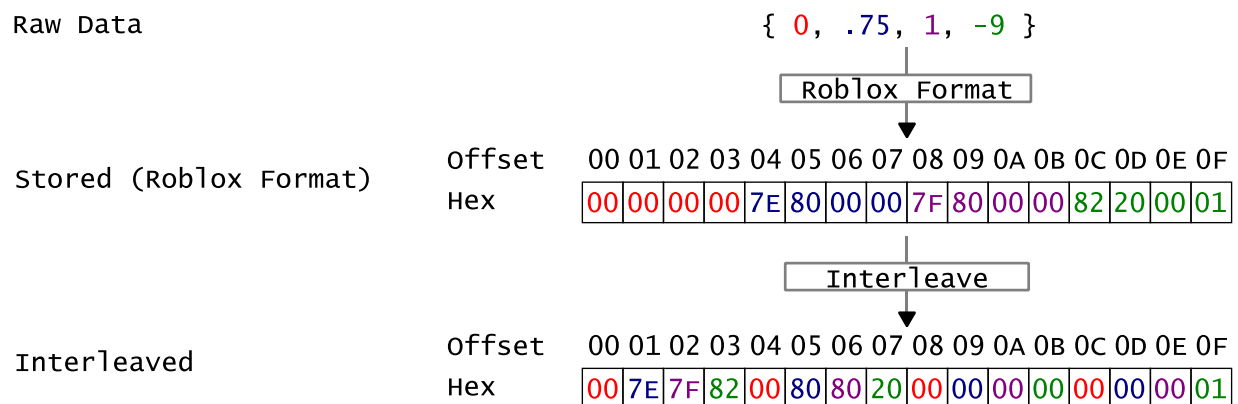 Raw Data { 0, .75, 1, -9 }
Roblox Format
Stored (Roblox Format)
Offset 00 01 02 03 04 05 06 07 08 09 0A 0B 0C 0D 0E 0F
Hex 00 00 00 00 7E 80 00 00 7F 80 00 00 82 20 00 01
Interleave
Interleaved
Offset 00 01 02 03 04 05 06 07 08 09 0A 0B 0C 0D 0E 0F
Hex 00 7E 7F 82 00 80 80 20 00 00 00 00 00 00 00 01